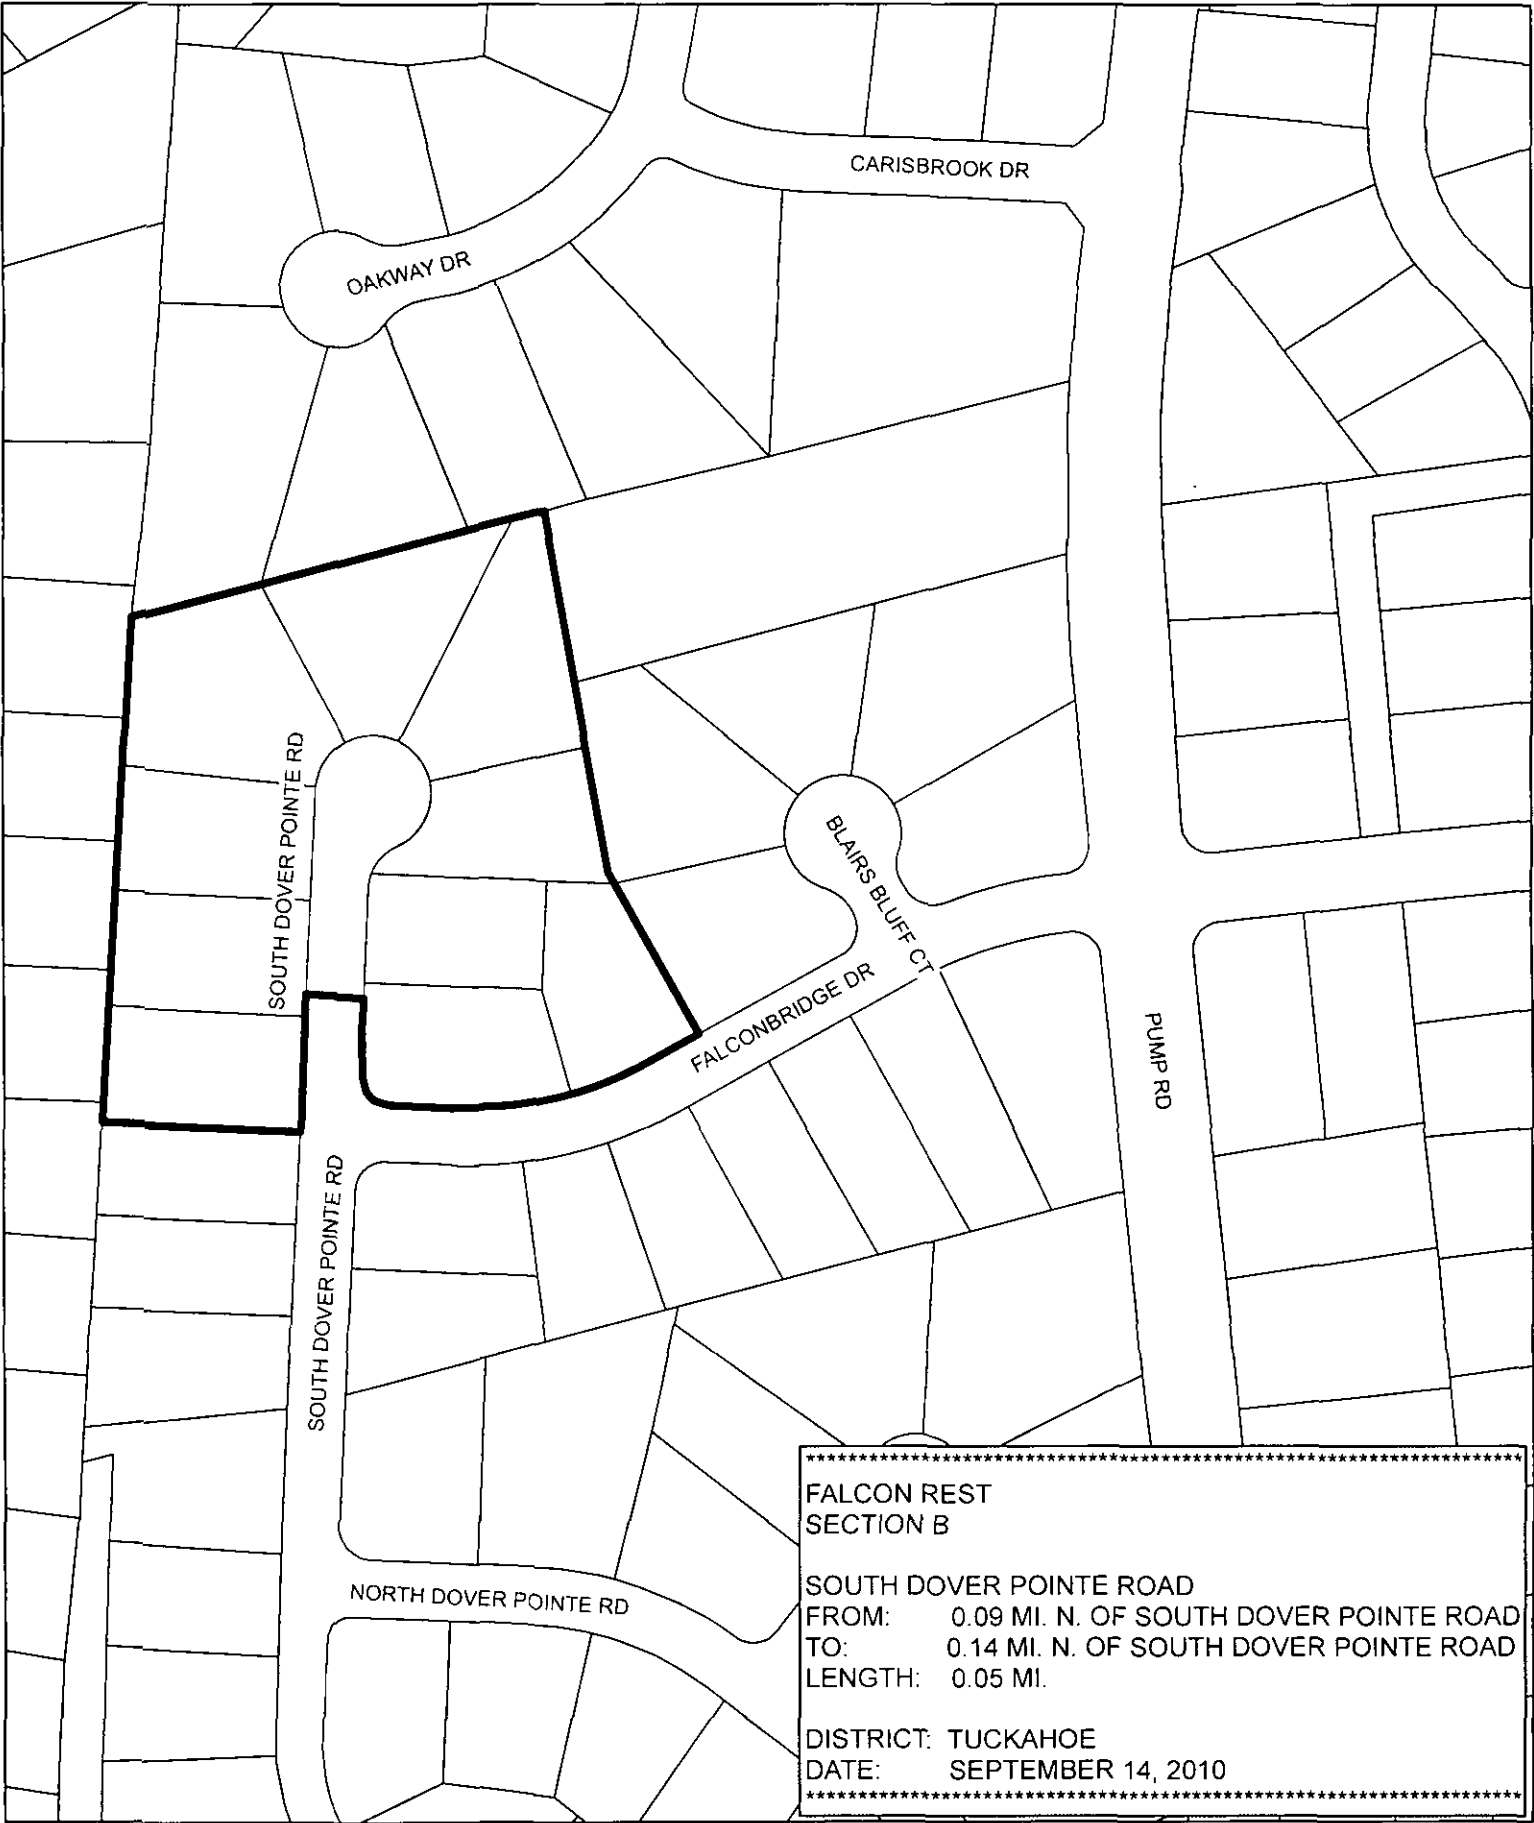 CARISBROOK DR
OAKWAY DR
SOUTH DOVER POINTE RD
BLAIRS BLUFF CT
FALCONBRIDGE DR
PUMP RD
SOUTH DOVER POINTE RD
NORTH DOVER POINTE RD
********************************************************************
FALCON REST
SECTION B
SOUTH DOVER POINTE ROAD
FROM: 0.09 MI. N. OF SOUTH DOVER POINTE ROAD
TO: 0.14 MI. N. OF SOUTH DOVER POINTE ROAD
LENGTH: 0.05 MI.
DISTRICT: TUCKAHOE
DATE: SEPTEMBER 14, 2010
********************************************************************